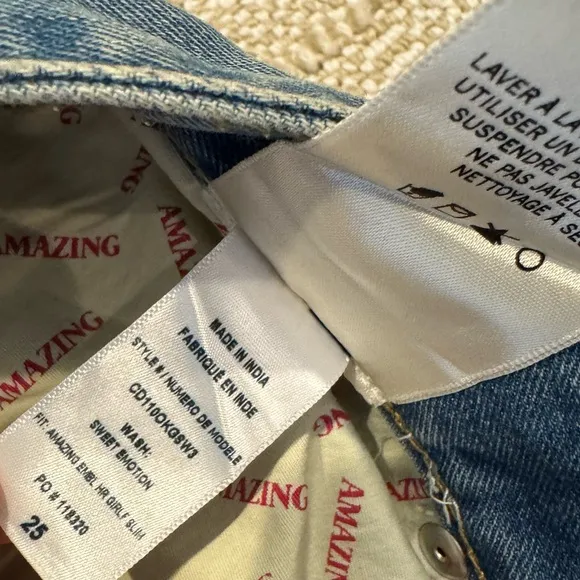 MADE IN INDIA
FABRIQUÉ EN INDE
STYLE # / NUMÉRO DE MODÈLE
CD110OKGSW3
WASH:
SWEET EMOTION
FIT: AMAZING EMBL HR GIRLF SLIM
PO # 118320
25
LAVER À LA
UTILISER UN
SUSPENDRE
NE PAS JAVEL
NETTOYAGE À SE
AMAZING
AMAZING
AMAZING
AMAZING
AMAZING
AMAZING
AMAZING